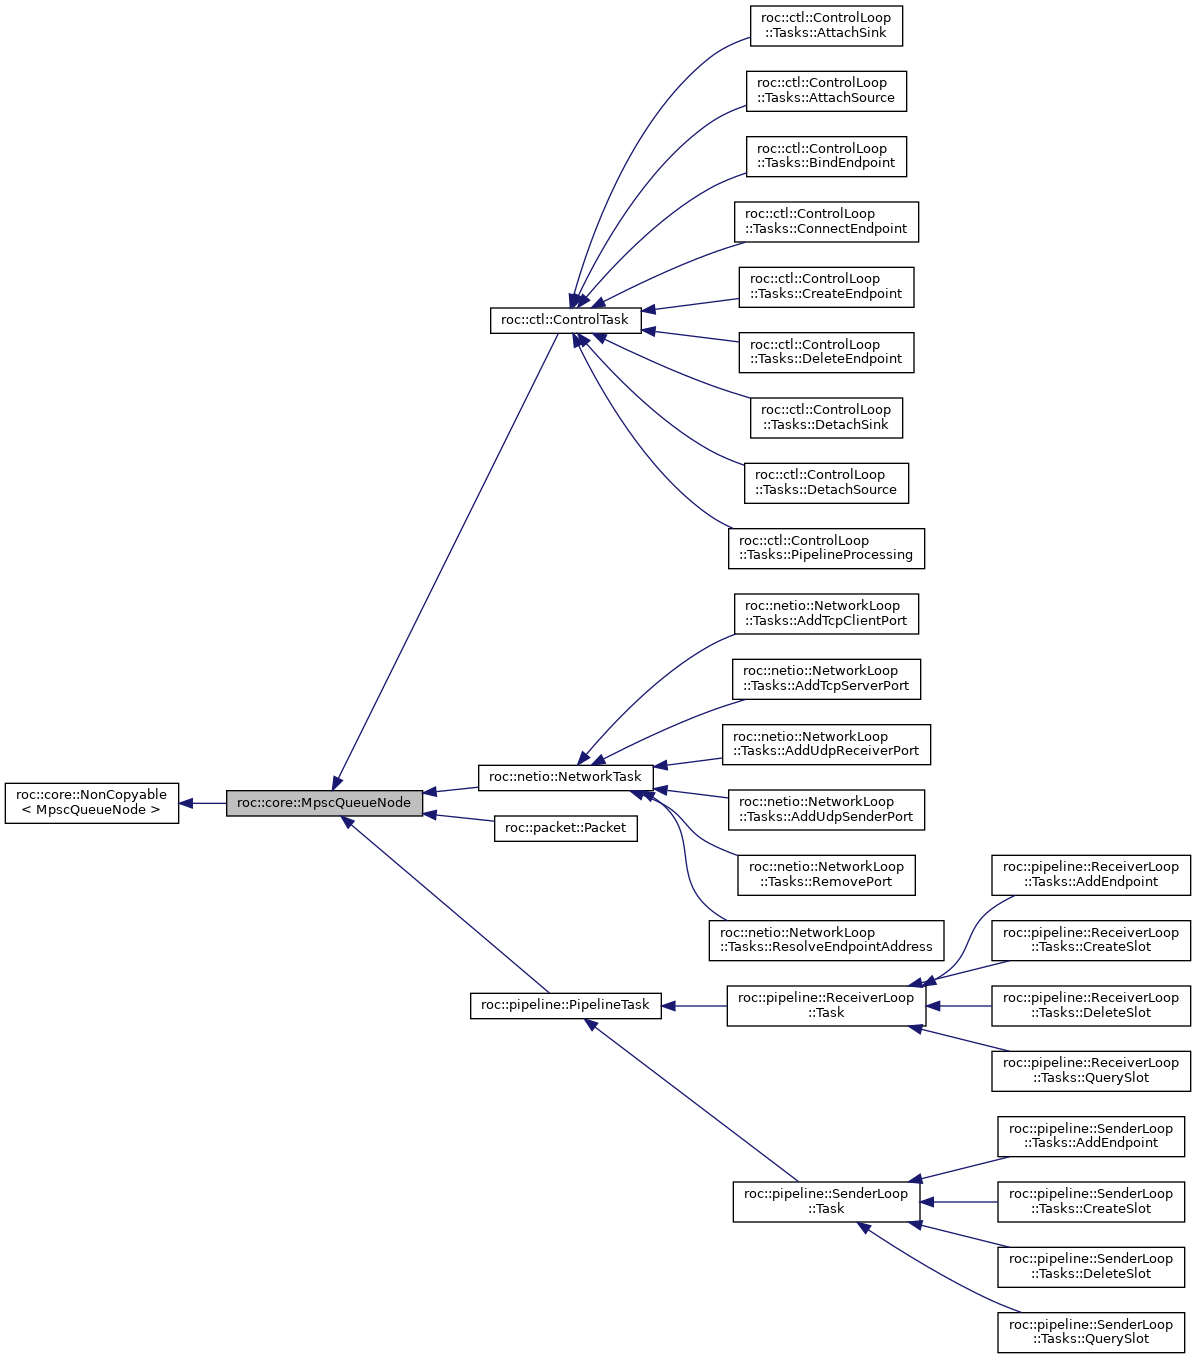 roc::ctl::ControlLoop
::Tasks::AttachSink
roc::ctl::ControlLoop
::Tasks::AttachSource
roc::ctl::ControlLoop
::Tasks::BindEndpoint
roc::ctl::ControlLoop
::Tasks::ConnectEndpoint
roc::ctl::ControlLoop
::Tasks::CreateEndpoint
roc::ctl::ControlTask
roc::ctl::ControlLoop
::Tasks::DeleteEndpoint
roc::ctl::ControlLoop
::Tasks::DetachSink
roc::ctl::ControlLoop
::Tasks::DetachSource
roc::ctl::ControlLoop
::Tasks::PipelineProcessing
roc::netio::NetworkLoop
::Tasks::AddTcpClientPort
roc::netio::NetworkLoop
::Tasks::AddTcpServerPort
roc::netio::NetworkLoop
::Tasks::AddUdpReceiverPort
roc::netio::NetworkTask
roc::core::NonCopyable
< MpscQueueNode >
roc::core::MpscQueueNode
roc::netio::NetworkLoop
::Tasks::AddUdpSenderPort
roc::packet::Packet
roc::netio::NetworkLoop
::Tasks::RemovePort
roc::pipeline::ReceiverLoop
::Tasks::AddEndpoint
roc::netio::NetworkLoop
::Tasks::ResolveEndpointAddress
roc::pipeline::ReceiverLoop
::Tasks::CreateSlot
roc::pipeline::PipelineTask
roc::pipeline::ReceiverLoop
::Task
roc::pipeline::ReceiverLoop
::Tasks::DeleteSlot
roc::pipeline::ReceiverLoop
::Tasks::QuerySlot
roc::pipeline::SenderLoop
::Tasks::AddEndpoint
roc::pipeline::SenderLoop
::Task
roc::pipeline::SenderLoop
::Tasks::CreateSlot
roc::pipeline::SenderLoop
::Tasks::DeleteSlot
roc::pipeline::SenderLoop
::Tasks::QuerySlot